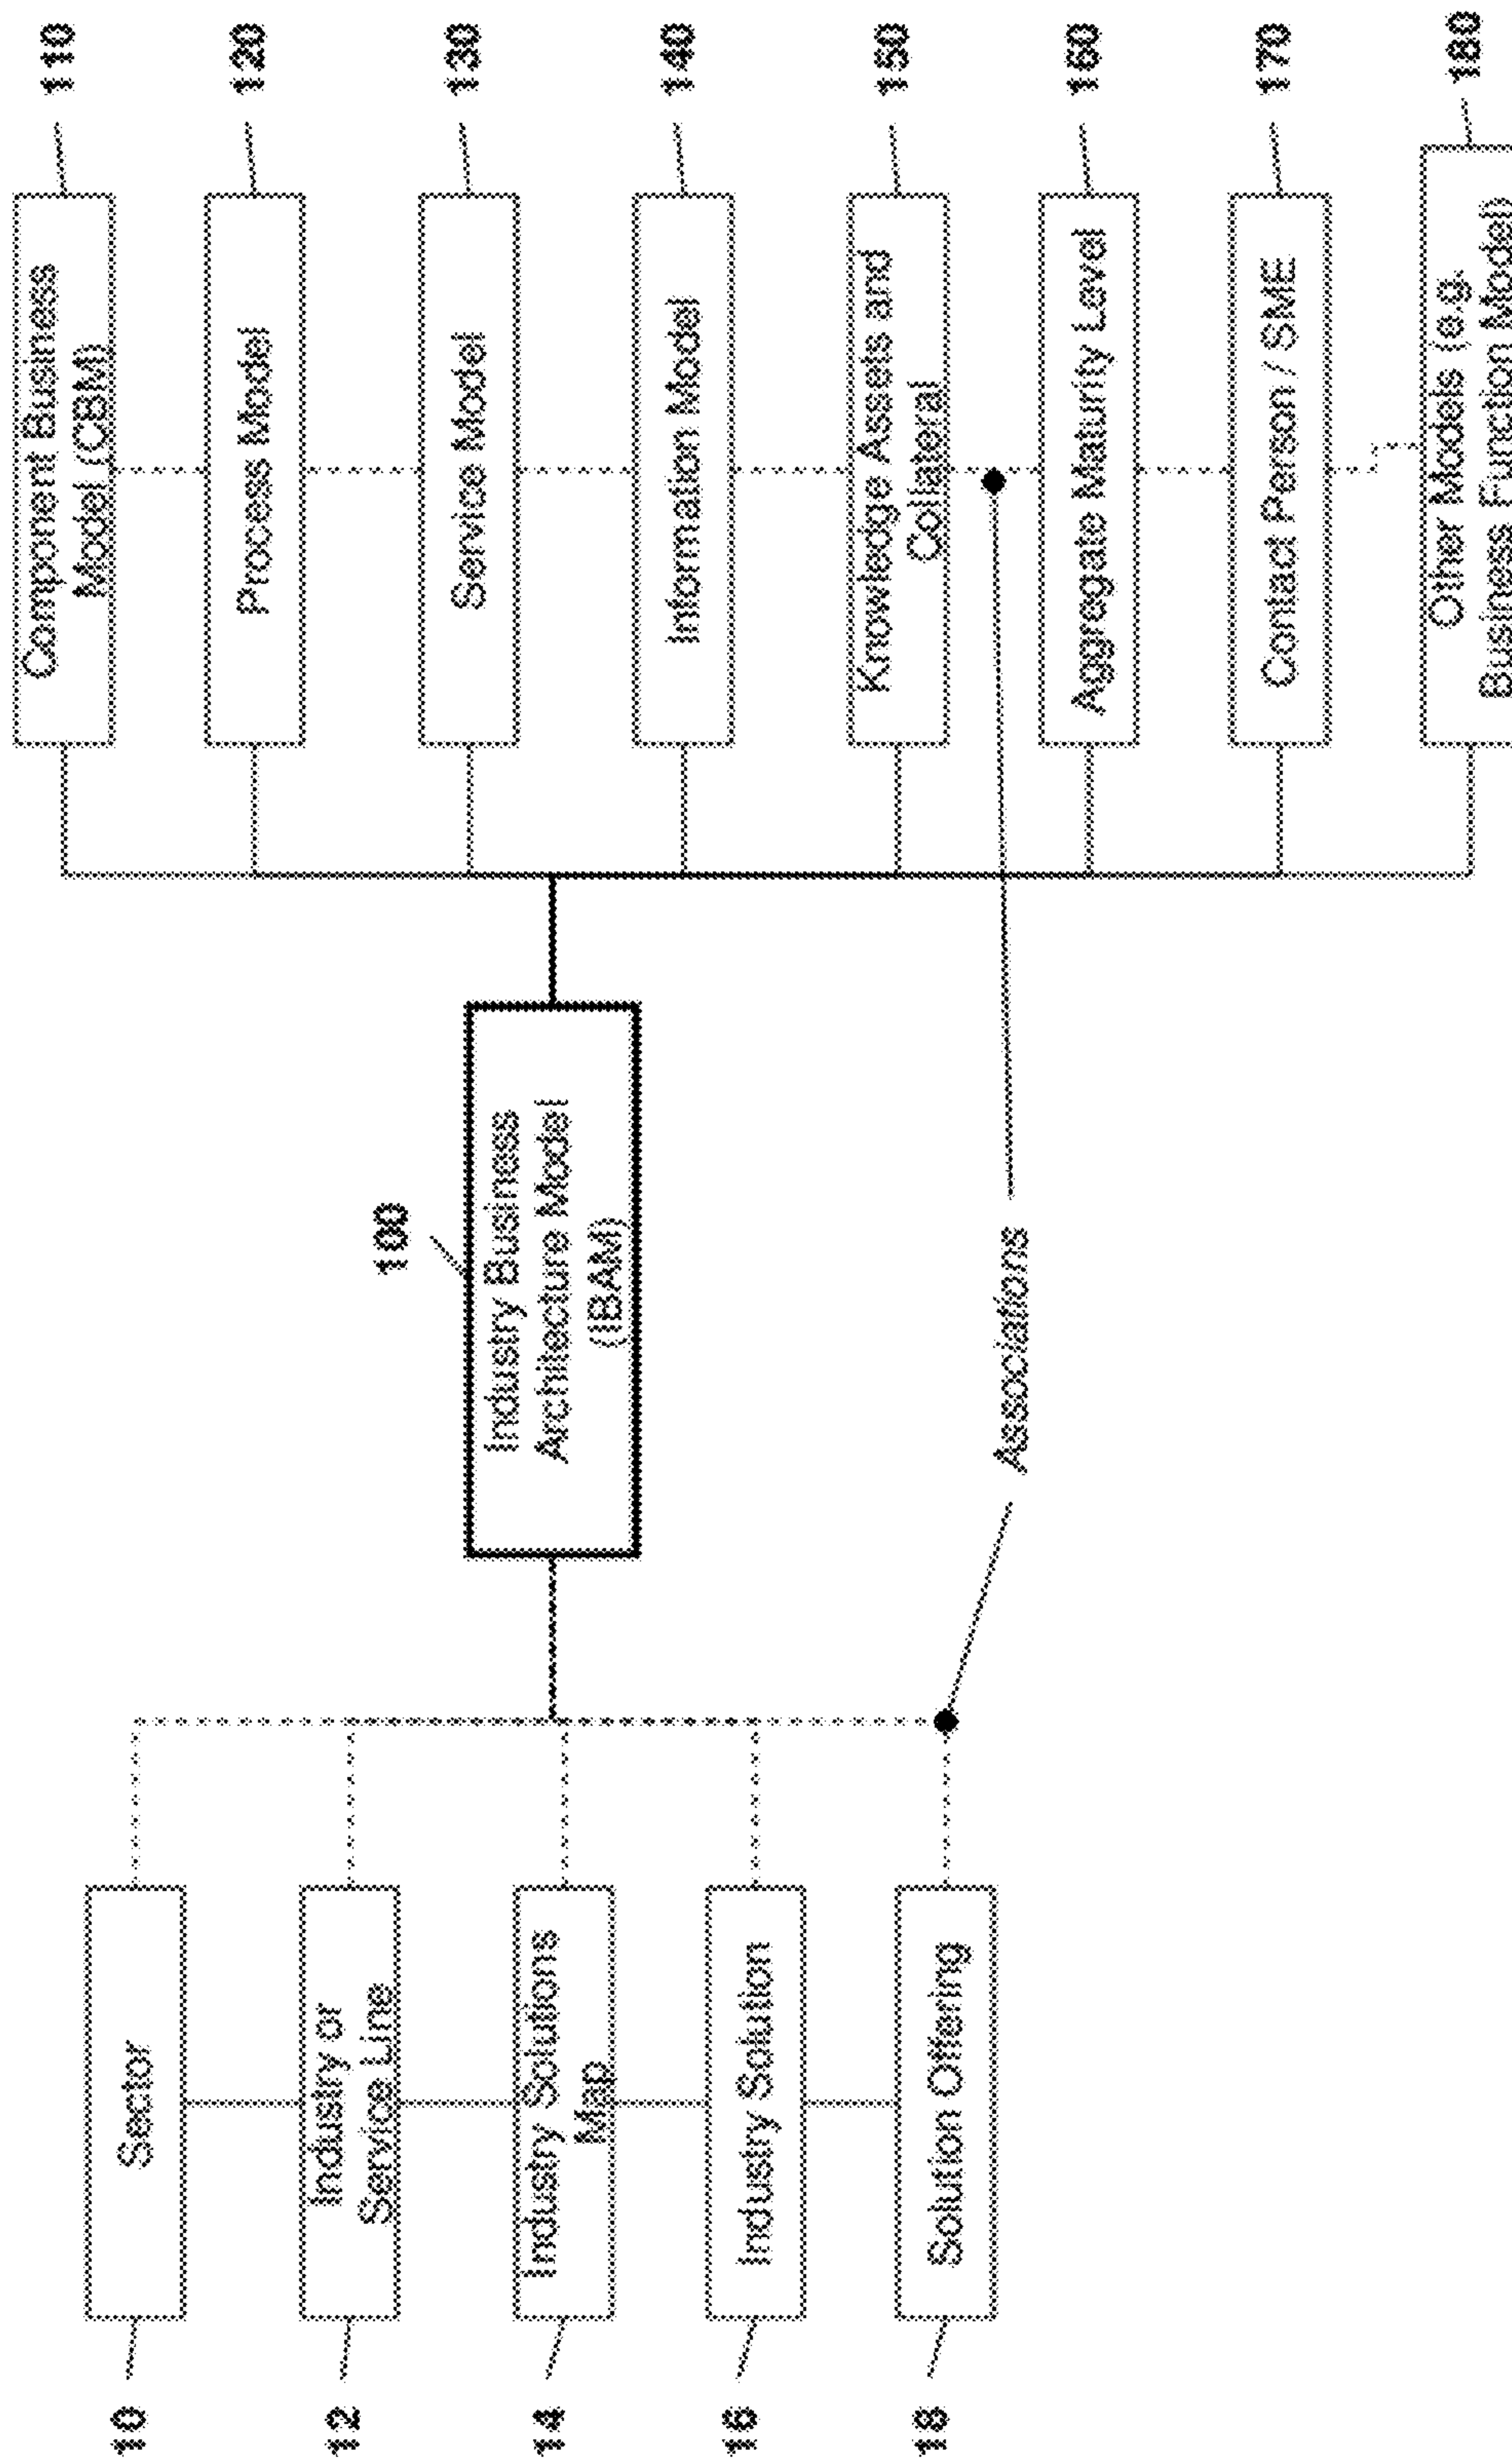 10
Sector
12
Industry or
Service Line
14
Industry Solutions
Map
16
Industry Solution
18
Solution Offering
100
Industry Business
Architecture Model
(IBAM)
Associations
110
Component Business
Model (CBM)
120
Process Model
130
Service Model
140
Information Model
150
Knowledge Assets and
Collateral
160
Aggregate Maturity Level
170
Contact Person / SME
180
Other Models (e.g.
Business Function Model)